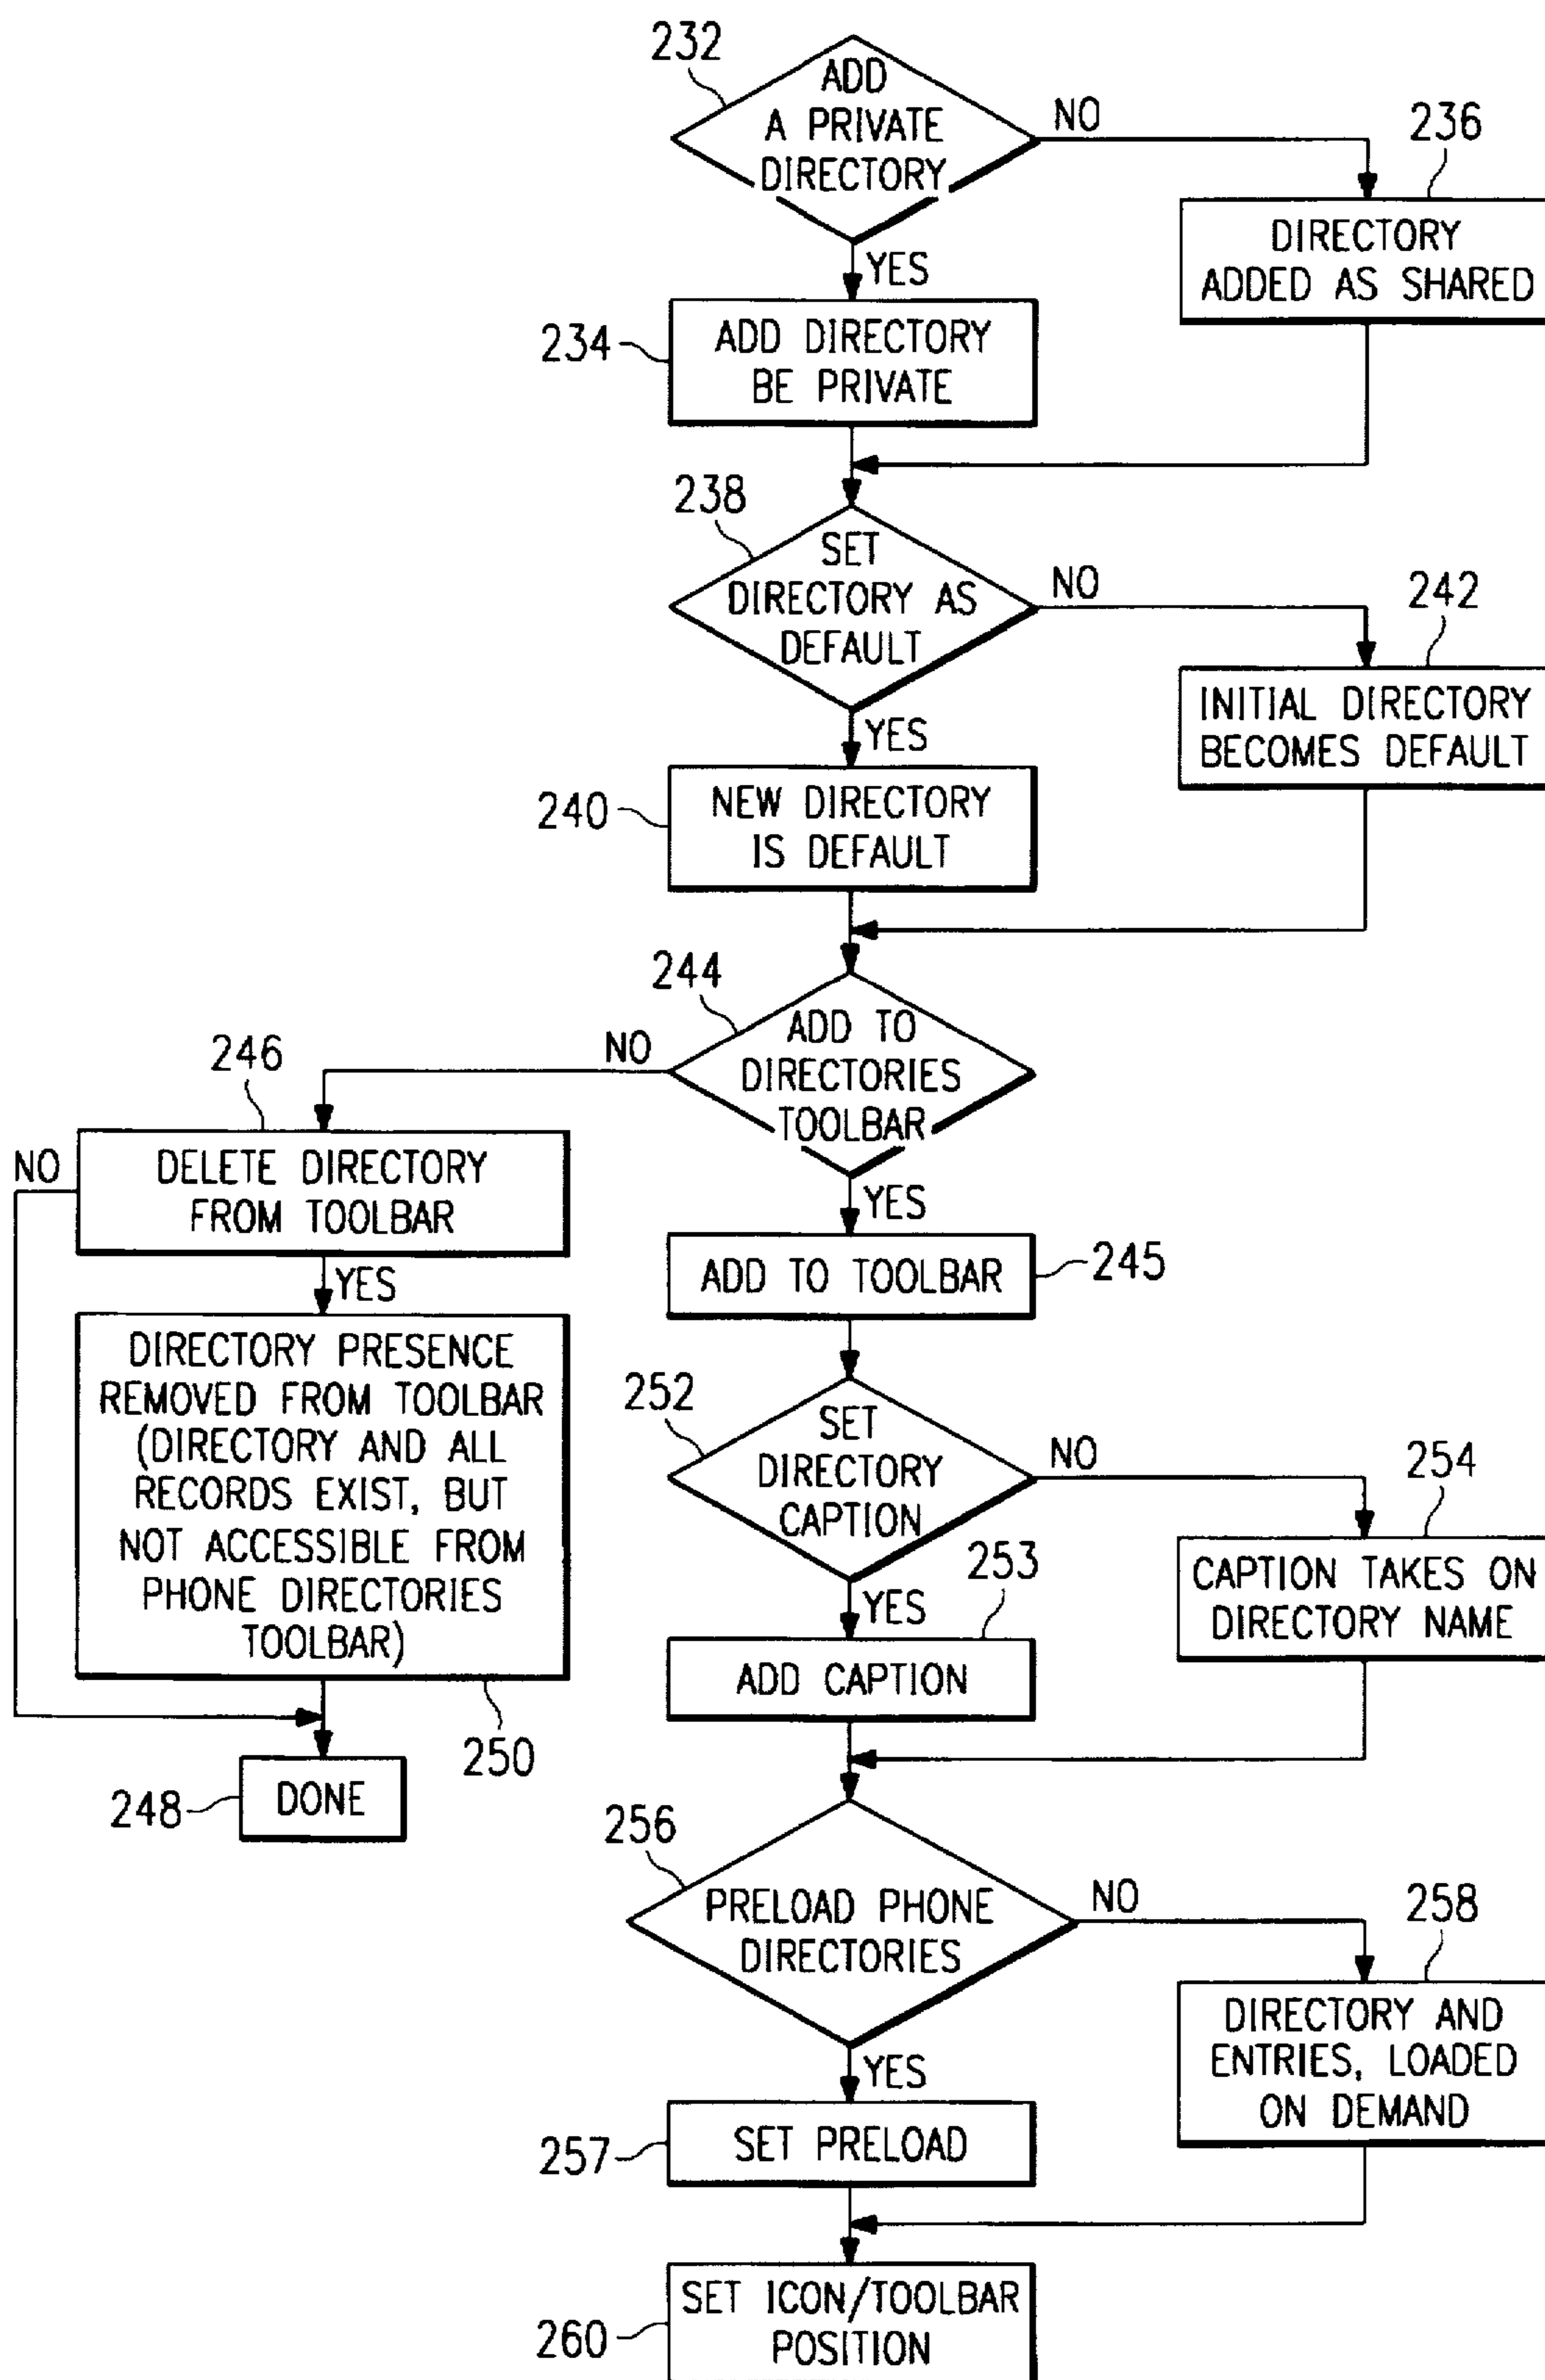 232
ADD
A PRIVATE
DIRECTORY
NO
236
DIRECTORY
ADDED AS SHARED
YES
234
ADD DIRECTORY
BE PRIVATE
238
SET
DIRECTORY AS
DEFAULT
NO
242
INITIAL DIRECTORY
BECOMES DEFAULT
YES
240
NEW DIRECTORY
IS DEFAULT
244
ADD TO
DIRECTORIES
TOOLBAR
NO
246
DELETE DIRECTORY
FROM TOOLBAR
NO
YES
YES
ADD TO TOOLBAR
245
DIRECTORY PRESENCE
REMOVED FROM TOOLBAR
(DIRECTORY AND ALL
RECORDS EXIST, BUT
NOT ACCESSIBLE FROM
PHONE DIRECTORIES
TOOLBAR)
250
248
DONE
252
SET
DIRECTORY
CAPTION
NO
254
CAPTION TAKES ON
DIRECTORY NAME
YES
253
ADD CAPTION
256
PRELOAD PHONE
DIRECTORIES
NO
258
DIRECTORY AND
ENTRIES, LOADED
ON DEMAND
YES
257
SET PRELOAD
260
SET ICON/TOOLBAR
POSITION